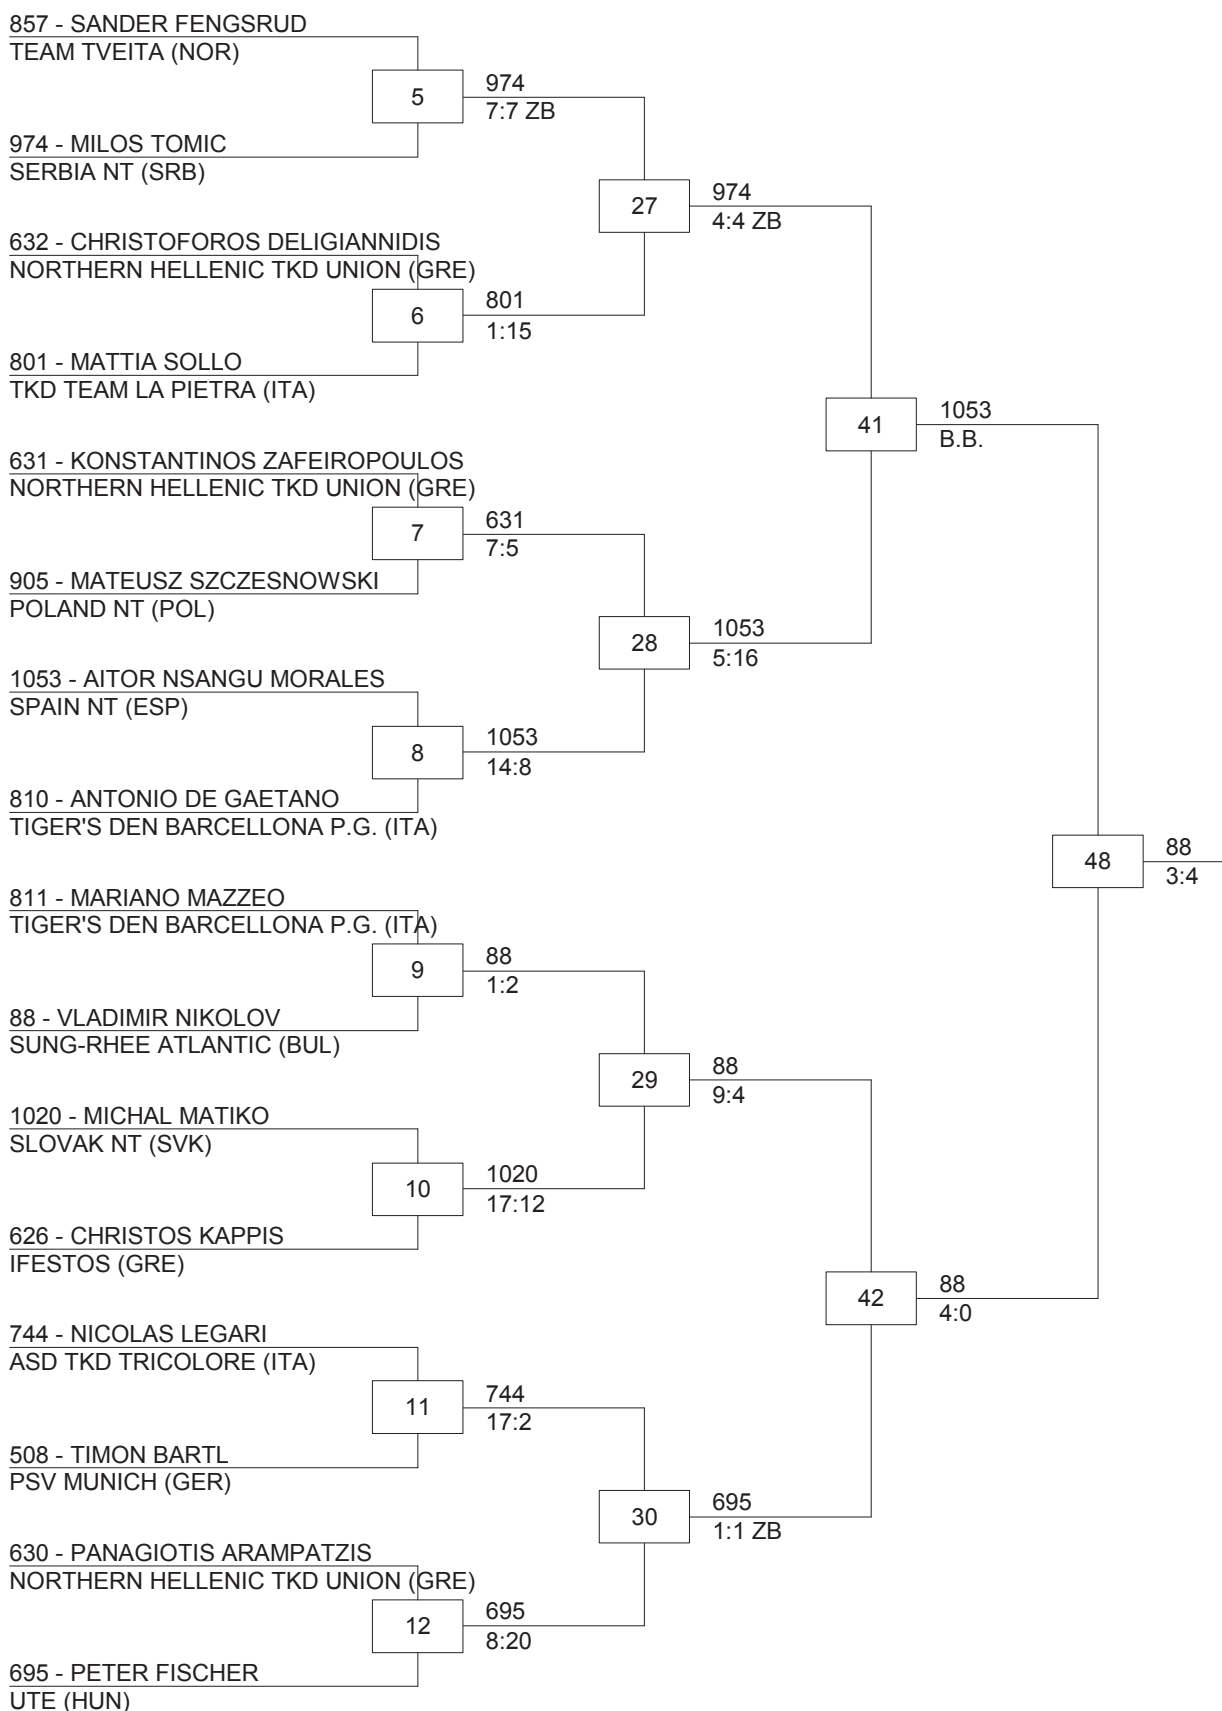 857 - SANDER FENGSRUD
TEAM TVEITA (NOR)
5
974
7:7 ZB
974 - MILOS TOMIC
SERBIA NT (SRB)
27
974
4:4 ZB
632 - CHRISTOFOROS DELIGIANNIDIS
NORTHERN HELLENIC TKD UNION (GRE)
6
801
1:15
801 - MATTIA SOLLO
TKD TEAM LA PIETRA (ITA)
41
1053
B.B.
631 - KONSTANTINOS ZAFEIROPOULOS
NORTHERN HELLENIC TKD UNION (GRE)
7
631
7:5
905 - MATEUSZ SZCZESNOWSKI
POLAND NT (POL)
28
1053
5:16
1053 - AITOR NSANGU MORALES
SPAIN NT (ESP)
8
1053
14:8
810 - ANTONIO DE GAETANO
TIGER'S DEN BARCELLONA P.G. (ITA)
48
88
3:4
811 - MARIANO MAZZEO
TIGER'S DEN BARCELLONA P.G. (ITA)
9
88
1:2
88 - VLADIMIR NIKOLOV
SUNG-RHEE ATLANTIC (BUL)
29
88
9:4
1020 - MICHAL MATIKO
SLOVAK NT (SVK)
10
1020
17:12
626 - CHRISTOS KAPPIS
IFESTOS (GRE)
42
88
4:0
744 - NICOLAS LEGARI
ASD TKD TRICOLORE (ITA)
11
744
17:2
508 - TIMON BARTL
PSV MUNICH (GER)
30
695
1:1 ZB
630 - PANAGIOTIS ARAMPATZIS
NORTHERN HELLENIC TKD UNION (GRE)
12
695
8:20
695 - PETER FISCHER
UTE (HUN)